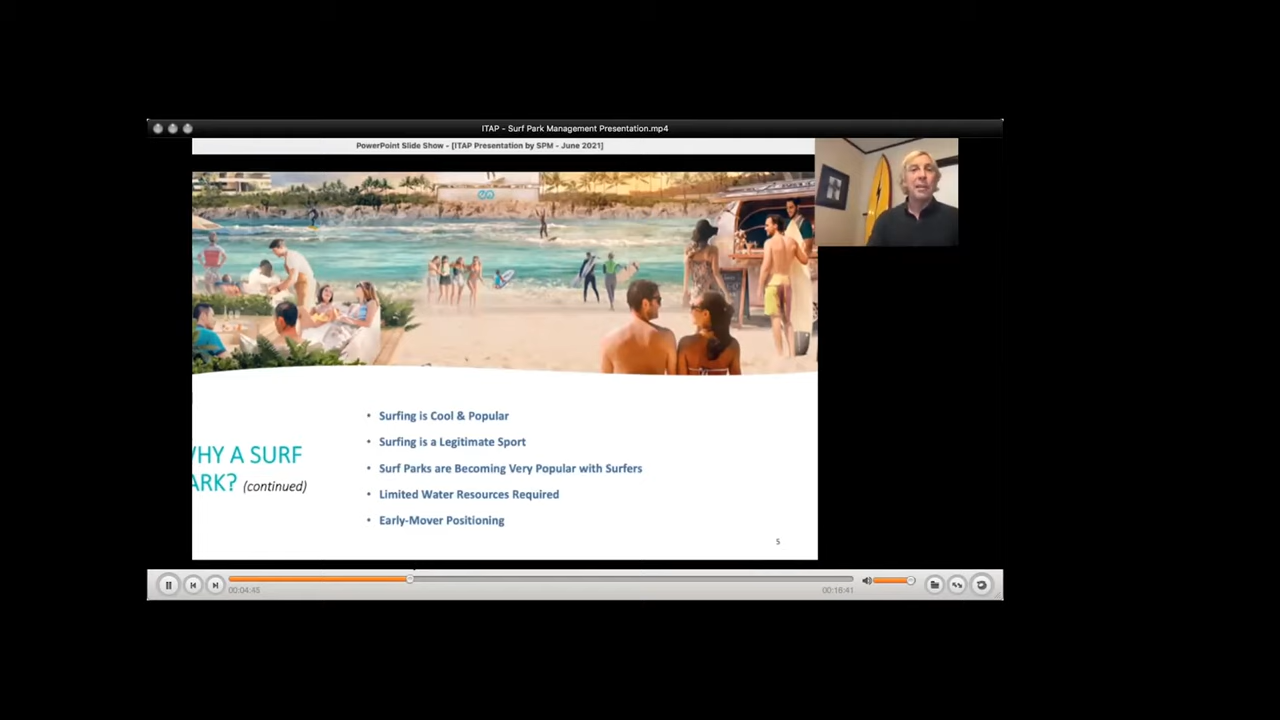 ITAP - Surf Park Management Presentation.mp4
PowerPoint Slide Show - [ITAP Presentation by SPM - June 2021]
HY A SURF
ARK? (continued)
• Surfing is Cool & Popular
• Surfing is a Legitimate Sport
• Surf Parks are Becoming Very Popular with Surfers
• Limited Water Resources Required
• Early-Mover Positioning
5
00:04:45
00:16:41